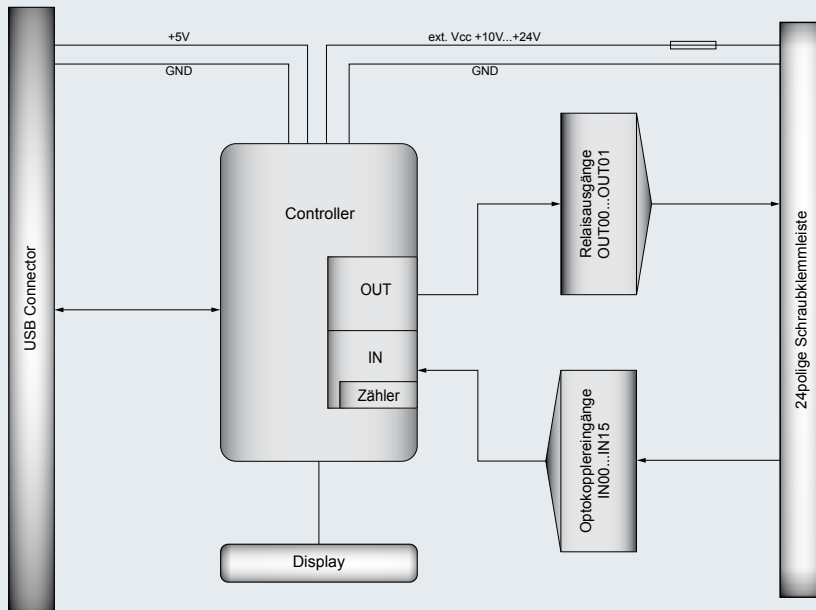 +5V
ext. Vcc +10V...+24V
GND
GND
USB Connector
Controller
OUT
IN
Zähler
Display
Relaisausgänge
OUT00...OUT01
Optokopplereingänge
IN00...IN15
24polige Schraubklemmleiste